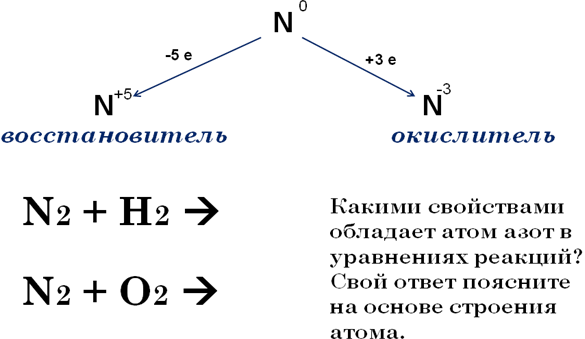 N⁰
-5 e
+3 e
N⁺⁵
N⁻³
восстановитель
окислитель
N₂ + H₂ →
N₂ + O₂ →
Какими свойствами
обладает атом азот в
уравнениях реакций?
Свой ответ поясните
на основе строения
атома.